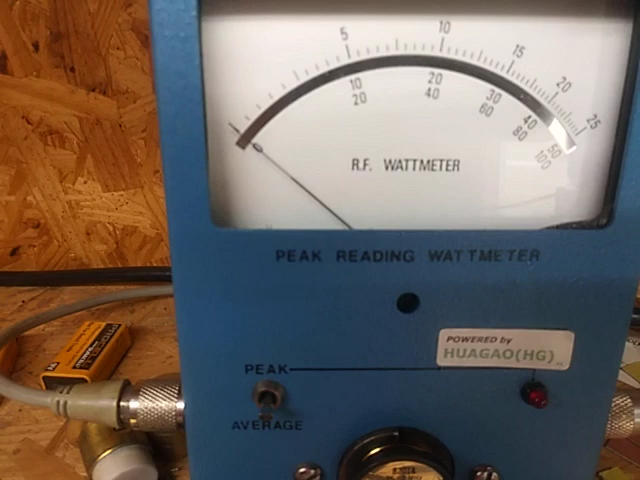 5 10 15 20 25
0 10 20 30 40 50
20 40 60 80 100
R.F. WATTMETER
PEAK READING WATTMETER
POWERED by
HUAGAO(HG)
PEAK
AVERAGE